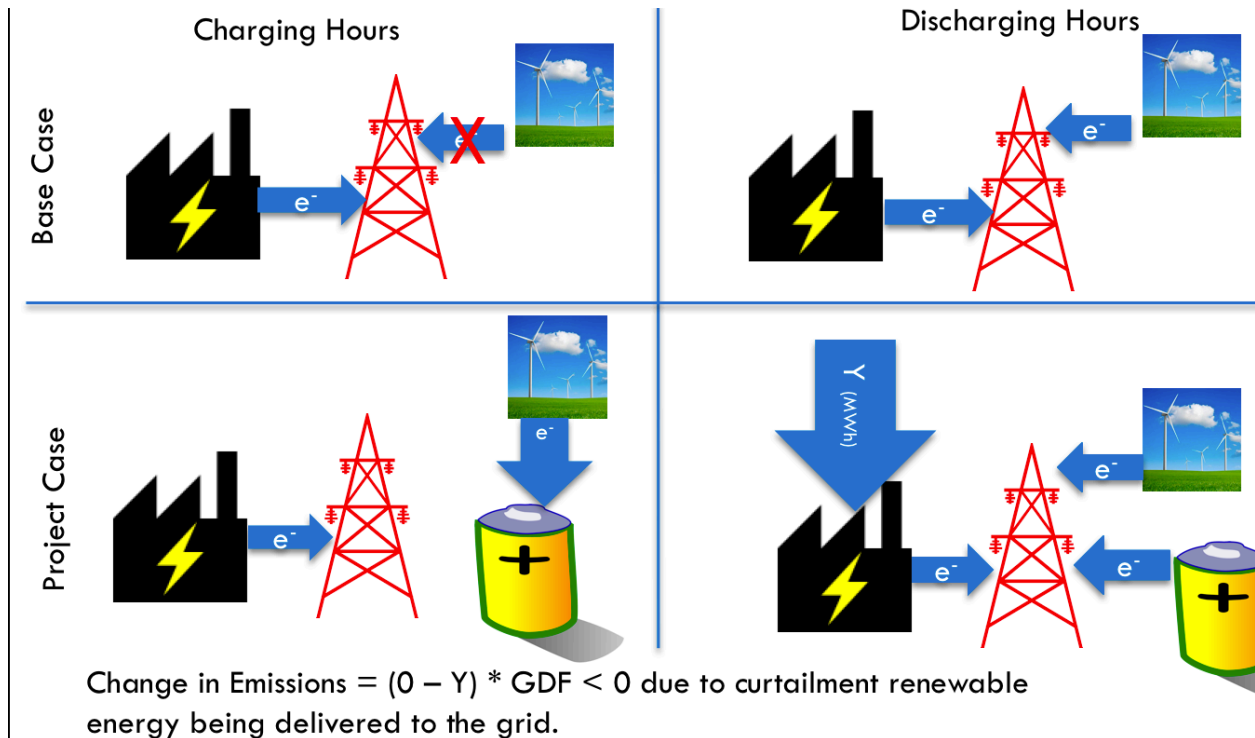 Charging Hours
Discharging Hours
Base Case
e-
e-
e-
e-
Project Case
e-
e-
Y (MWh)
e-
e-
e-
Change in Emissions = (0 – Y) * GDF < 0 due to curtailment renewable
energy being delivered to the grid.